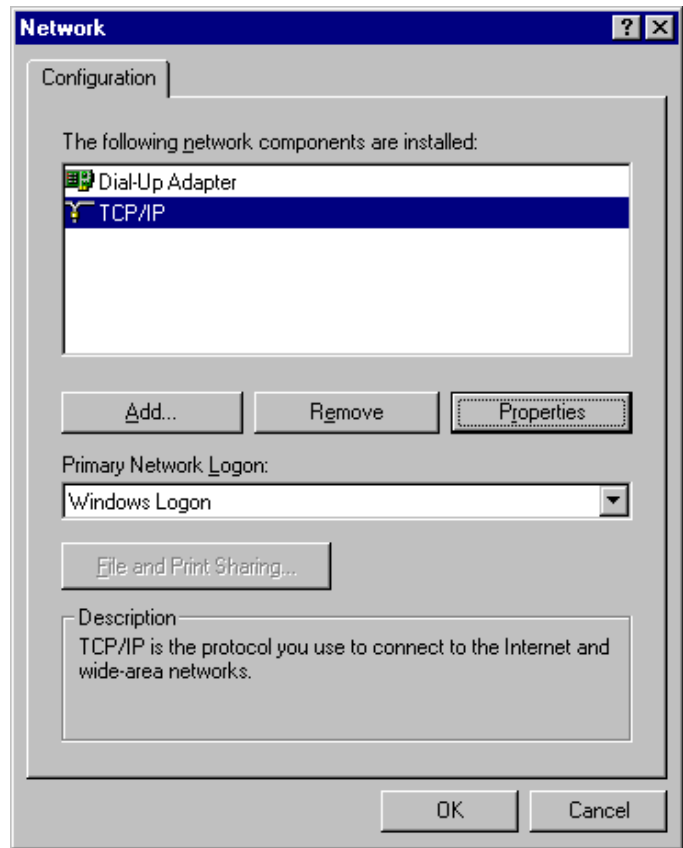 Network
Configuration
The following network components are installed:
Dial-Up Adapter
TCP/IP
Add... Remove Properties
Primary Network Logon:
Windows Logon
File and Print Sharing...
Description
TCP/IP is the protocol you use to connect to the Internet and
wide-area networks.
OK Cancel